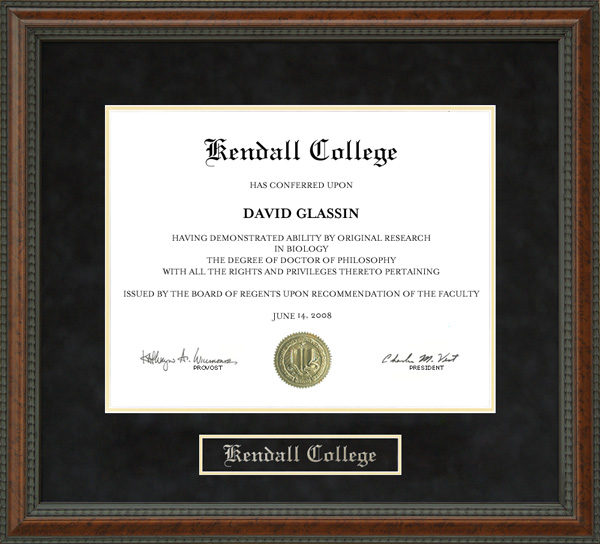 Kendall College
HAS CONFERRED UPON
DAVID GLASSIN
HAVING DEMONSTRATED ABILITY BY ORIGINAL RESEARCH
IN BIOLOGY
THE DEGREE OF DOCTOR OF PHILOSOPHY
WITH ALL THE RIGHTS AND PRIVILEGES THERETO PERTAINING
ISSUED BY THE BOARD OF REGENTS UPON RECOMMENDATION OF THE FACULTY
JUNE 14, 2008
Charles M. Vest
PROVOST
PRESIDENT
Kendall College